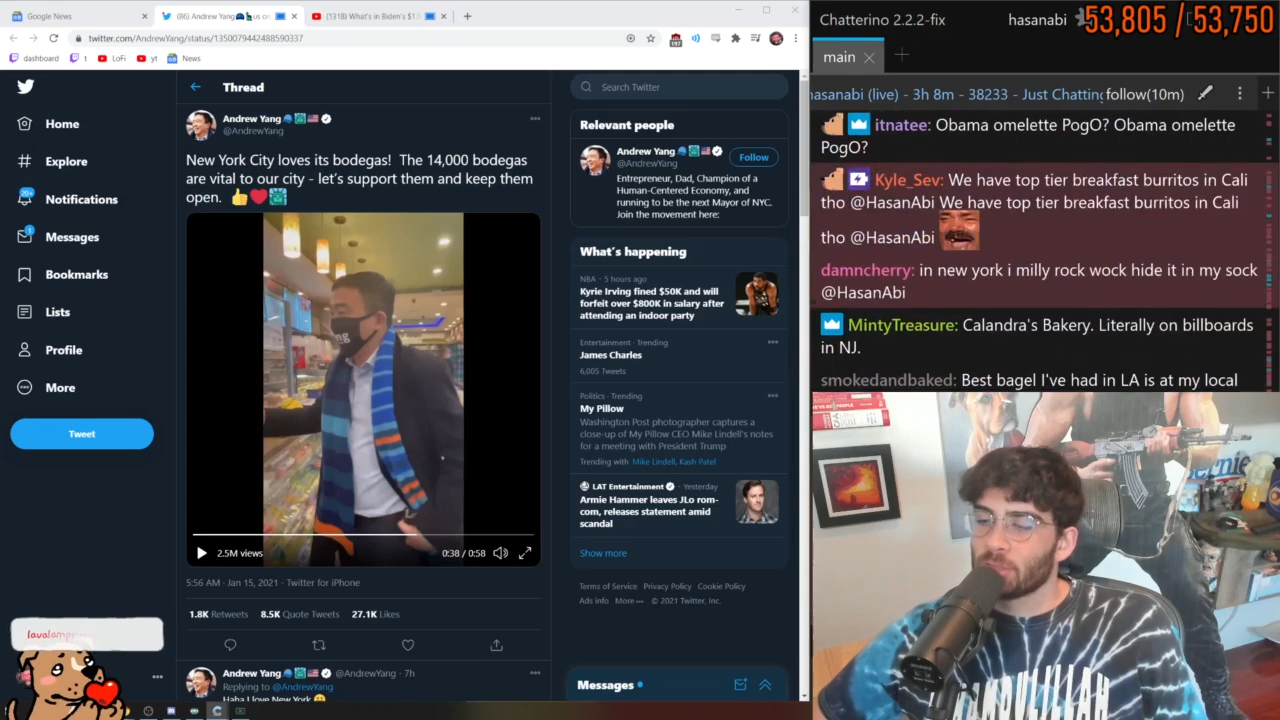 Google News
(86) Andrew Yang us on
(1318) What's in Biden's $1
twitter.com/AndrewYang/status/1350079442488590337
197
dashboard
t
LoFi
yt
News
Home
Explore
20+
Notifications
1
Messages
Bookmarks
Lists
Profile
More
Tweet
Thread
Andrew Yang
@AndrewYang
New York City loves its bodegas! The 14,000 bodegas
are vital to our city - let's support them and keep them
open.
2.5M views
0:38 / 0:58
5:56 AM · Jan 15, 2021 · Twitter for iPhone
1.8K Retweets
8.5K Quote Tweets
27.1K Likes
Andrew Yang
@AndrewYang · 7h
Replying to @AndrewYang
Haha I love New York
Search Twitter
Relevant people
Andrew Yang
@AndrewYang
Follow
Entrepreneur, Dad, Champion of a
Human-Centered Economy, and
running to be the next Mayor of NYC.
Join the movement here:
What's happening
NBA · 5 hours ago
Kyrie Irving fined $50K and will
forfeit over $800K in salary after
attending an indoor party
Entertainment · Trending
James Charles
6,005 Tweets
Politics · Trending
My Pillow
Washington Post photographer captures a
close-up of My Pillow CEO Mike Lindell's notes
for a meeting with President Trump
Trending with Mike Lindell, Kash Patel
LAT Entertainment · Yesterday
Armie Hammer leaves JLo rom-
com, releases statement amid
scandal
Show more
Terms of Service Privacy Policy Cookie Policy
Ads info More © 2021 Twitter, Inc.
Messages
Chatterino 2.2.2-fix
hasanabi
53,805 / 53,750
main
hasanabi (live) - 3h 8m - 38233 - Just Chatting
follow(10m)
itnatee: Obama omelette PogO? Obama omelette
PogO?
Kyle_Sev: We have top tier breakfast burritos in Cali
tho @HasanAbi We have top tier breakfast burritos in Cali
tho @HasanAbi
damncherry: in new york i milly rock wock hide it in my sock
@HasanAbi
MintyTreasure: Calandra's Bakery. Literally on billboards
in NJ.
smokedandbaked: Best bagel I've had in LA is at my local
Bernie